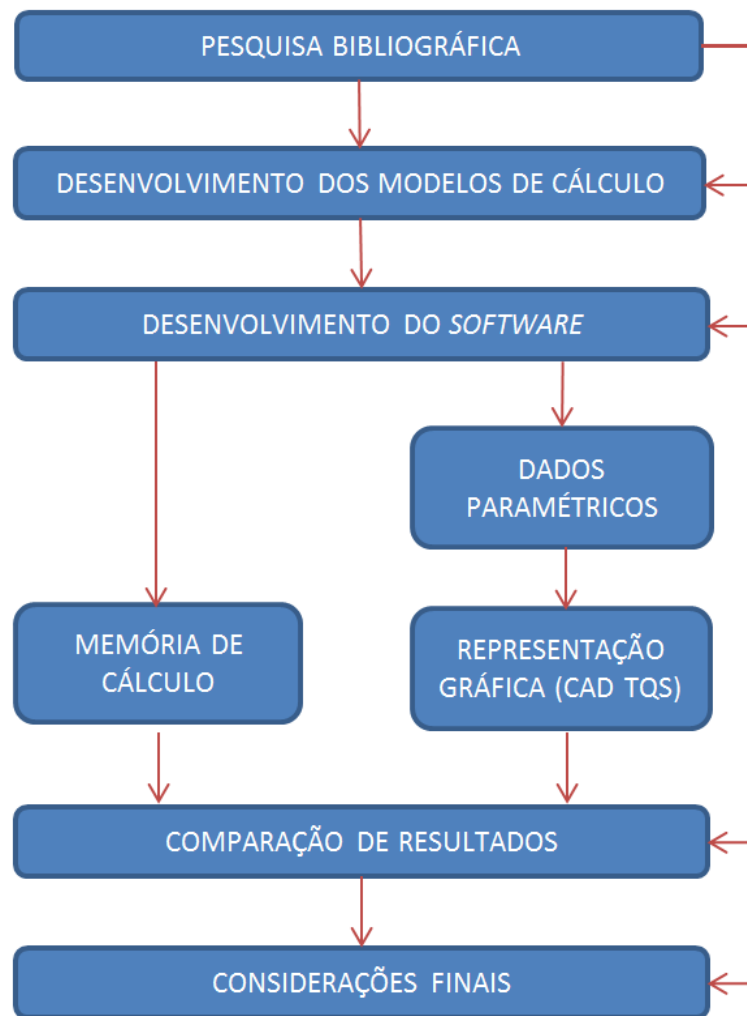 PESQUISA BIBLIOGRÁFICA
DESENVOLVIMENTO DOS MODELOS DE CÁLCULO
DESENVOLVIMENTO DO SOFTWARE
DADOS
PARAMÉTRICOS
MEMÓRIA DE
CÁLCULO
REPRESENTAÇÃO
GRÁFICA (CAD TQS)
COMPARAÇÃO DE RESULTADOS
CONSIDERAÇÕES FINAIS